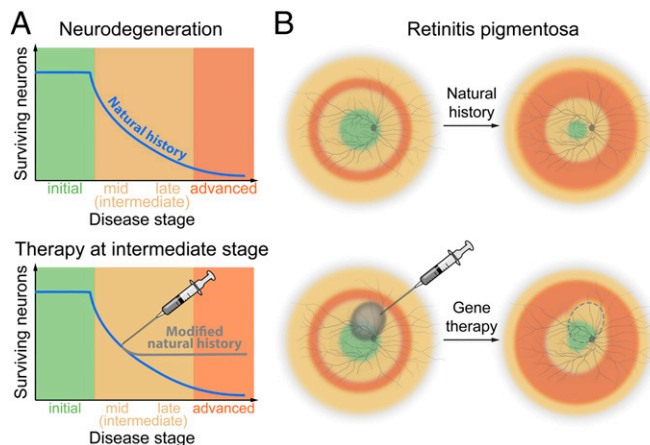 A
Neurodegeneration
Surviving neurons
Natural history
initial
mid
late
advanced
(intermediate)
Disease stage
Therapy at intermediate stage
Surviving neurons
Modified
natural history
initial
mid
late
advanced
(intermediate)
Disease stage
B
Retinitis pigmentosa
Natural
history
Gene
therapy